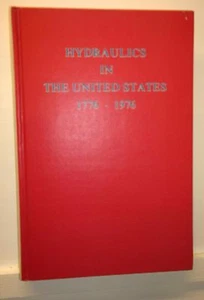 HYDRAULICS
IN
THE UNITED STATES
1776 - 1976